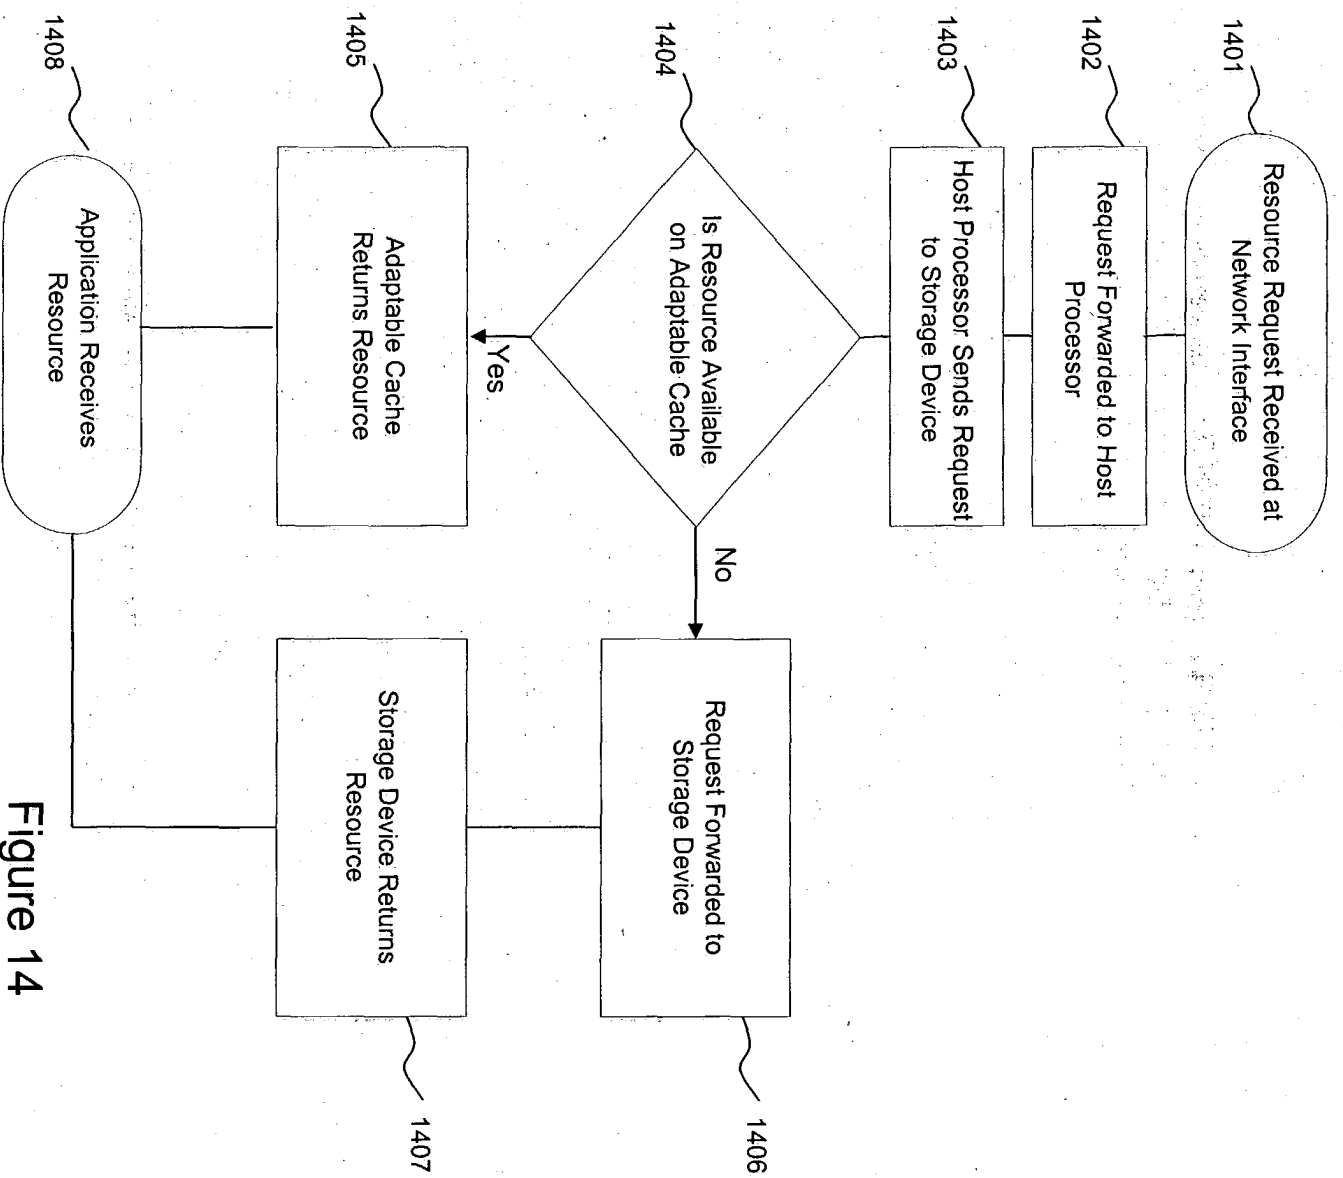 1401
Resource Request Received at
Network Interface
1402
Request Forwarded to Host
Processor
1403
Host Processor Sends Request
to Storage Device
1404
Is Resource Available
on Adaptable Cache
No
Yes
1406
Request Forwarded to
Storage Device
1405
Adaptable Cache
Returns Resource
1407
Storage Device Returns
Resource
1408
Application Receives
Resource
Figure 14